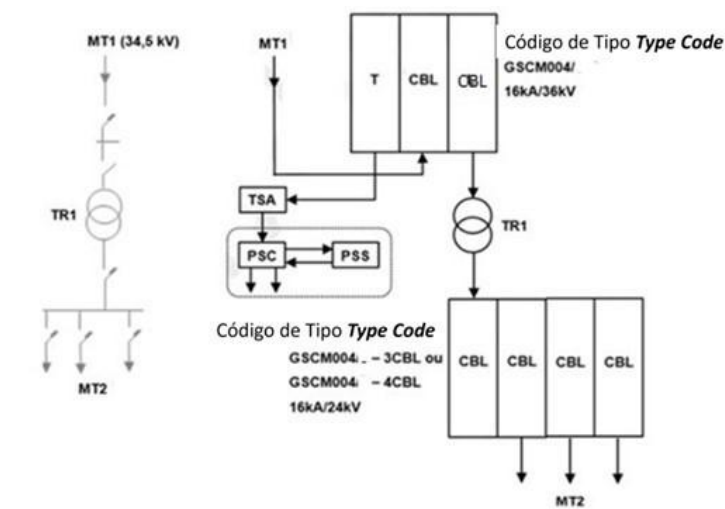 MT1 (34,5 kV)
TR1
MT2
MT1
T
CBL
CBL
Código de Tipo Type Code
GSCM004/
16kA/36kV
TSA
PSC
PSS
TR1
Código de Tipo Type Code
GSCM004/ – 3CBL ou
GSCM004/ – 4CBL
16kA/24kV
CBL
CBL
CBL
CBL
MT2